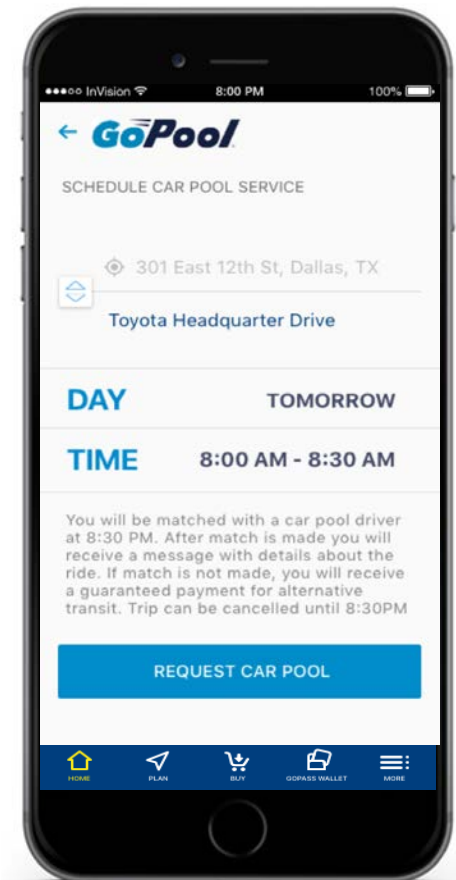 InVision 8:00 PM 100%
← GoPool
SCHEDULE CAR POOL SERVICE
301 East 12th St, Dallas, TX
Toyota Headquarter Drive
DAY TOMORROW
TIME 8:00 AM - 8:30 AM
You will be matched with a car pool driver
at 8:30 PM. After match is made you will
receive a message with details about the
ride. If match is not made, you will receive
a guaranteed payment for alternative
transit. Trip can be cancelled until 8:30PM
REQUEST CAR POOL
HOME PLAN BUY GOPASS WALLET MORE